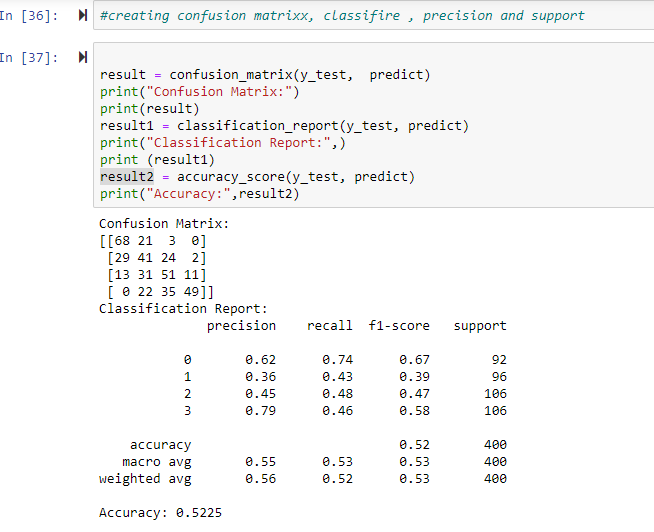 In [36]: #creating confusion matrixx, classifire , precision and support
In [37]:
result = confusion_matrix(y_test,  predict)
print("Confusion Matrix:")
print(result)
result1 = classification_report(y_test, predict)
print("Classification Report:",)
print (result1)
result2 = accuracy_score(y_test, predict)
print("Accuracy:",result2)
Confusion Matrix:
[[68 21  3  0]
 [29 41 24  2]
 [13 31 51 11]
 [ 0 22 35 49]]
Classification Report:
              precision    recall  f1-score   support
           0       0.62      0.74      0.67        92
           1       0.36      0.43      0.39        96
           2       0.45      0.48      0.47       106
           3       0.79      0.46      0.58       106
    accuracy                           0.52       400
   macro avg       0.55      0.53      0.53       400
weighted avg       0.56      0.52      0.53       400
Accuracy: 0.5225